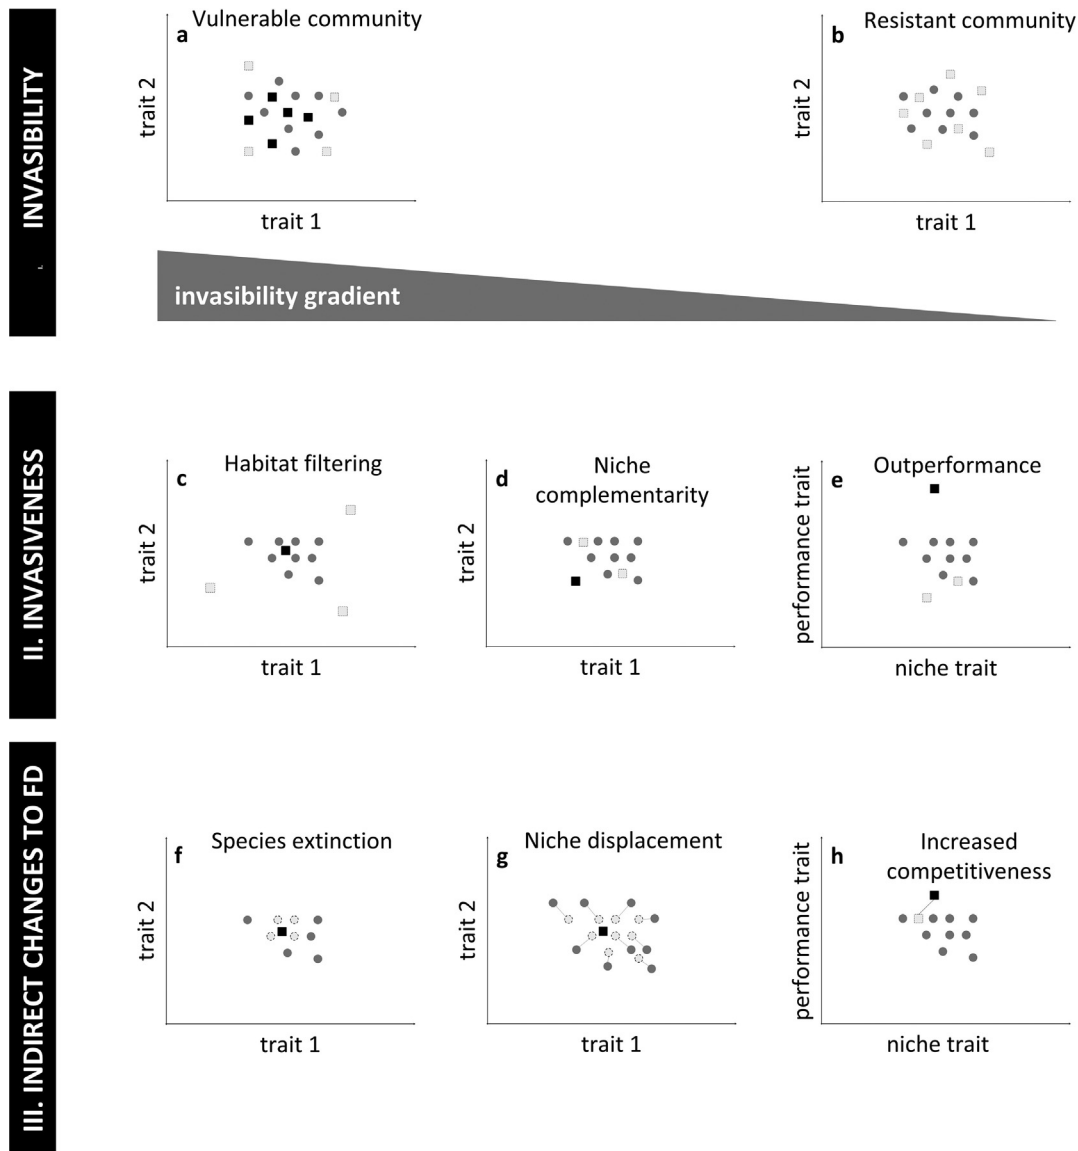 INVASIBILITY
I.
a
Vulnerable community
trait 2
trait 1
b
Resistant community
trait 2
trait 1
invasibility gradient
II. INVASIVENESS
c
Habitat filtering
trait 2
trait 1
d
Niche
complementarity
trait 2
trait 1
e
Outperformance
performance trait
niche trait
III. INDIRECT CHANGES TO FD
f
Species extinction
trait 2
trait 1
g
Niche displacement
trait 2
trait 1
h
Increased
competitiveness
performance trait
niche trait